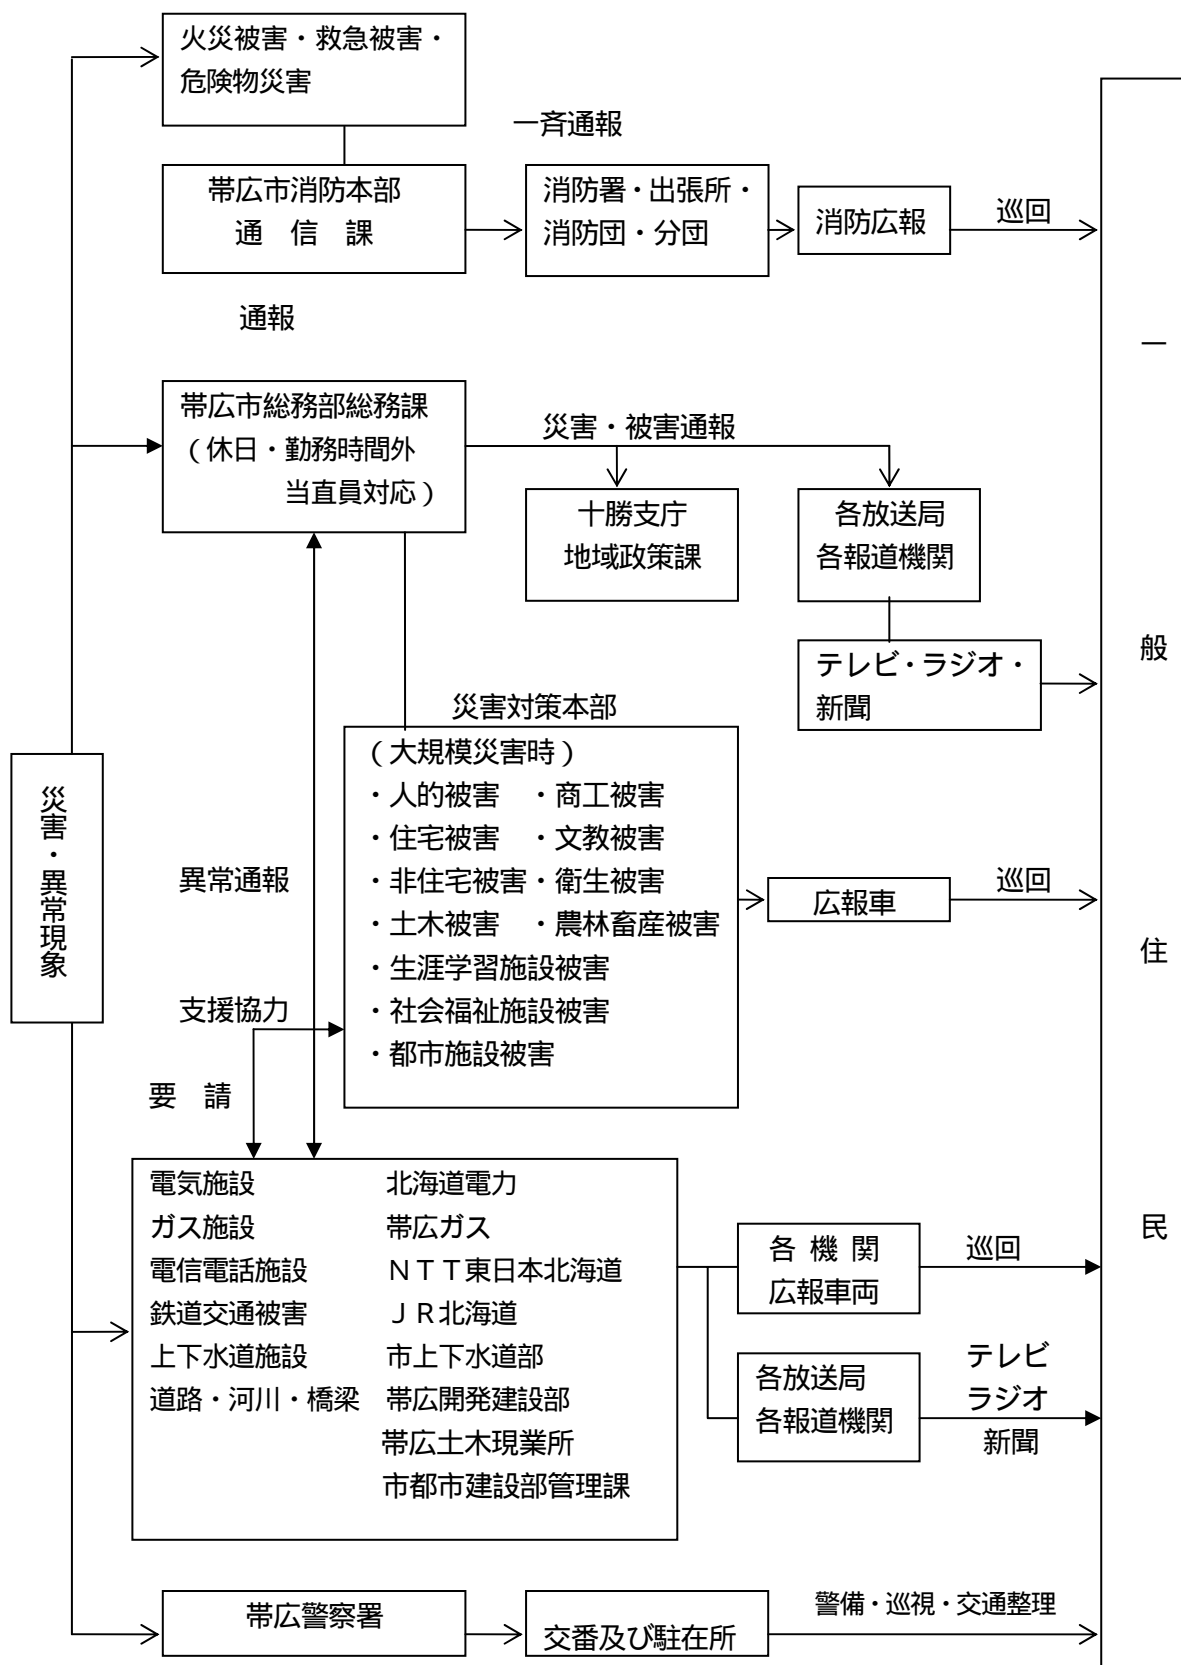 火災被害・救急被害・
危険物災害
一斉通報
帯広市消防本部
通 信 課
消防署・出張所・
消防団・分団
消防広報
巡回
通報
帯広市総務部総務課
（休日・勤務時間外
当直員対応）
災害・被害通報
十勝支庁
地域政策課
各放送局
各報道機関
テレビ・ラジオ・
新聞
災害対策本部
（大規模災害時）
・人的被害 ・商工被害
・住宅被害 ・文教被害
・非住宅被害・衛生被害
・土木被害 ・農林畜産被害
・生涯学習施設被害
・社会福祉施設被害
・都市施設被害
広報車
巡回
災害・異常現象
異常通報
支援協力
要 請
電気施設 北海道電力
ガス施設 帯広ガス
電信電話施設 ＮＴＴ東日本北海道
鉄道交通被害 ＪＲ北海道
上下水道施設 市上下水道部
道路・河川・橋梁 帯広開発建設部
帯広土木現業所
市都市建設部管理課
各 機 関
広報車両
巡回
各放送局
各報道機関
テレビ
ラジオ
新聞
帯広警察署
交番及び駐在所
警備・巡視・交通整理
一般住民